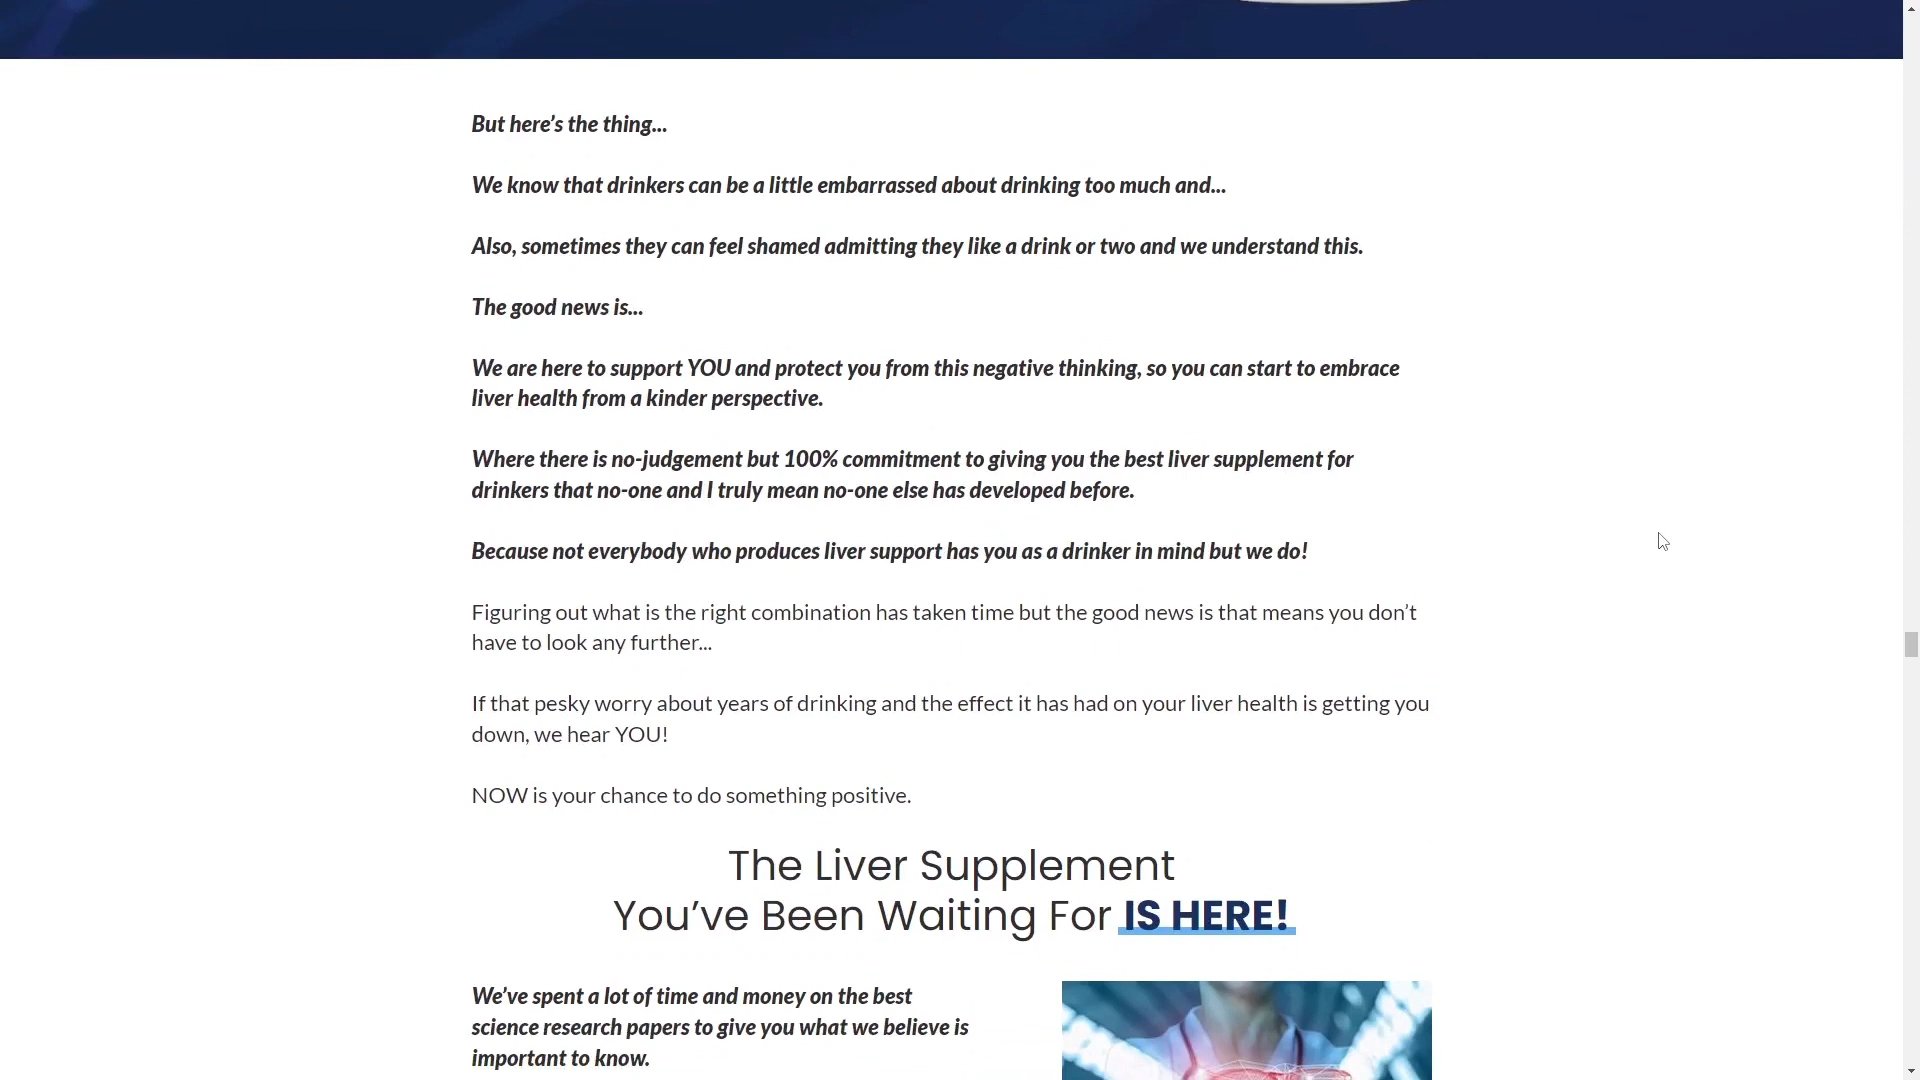 But here’s the thing...
We know that drinkers can be a little embarrassed about drinking too much and...
Also, sometimes they can feel shamed admitting they like a drink or two and we understand this.
The good news is...
We are here to support YOU and protect you from this negative thinking, so you can start to embrace
liver health from a kinder perspective.
Where there is no-judgement but 100% commitment to giving you the best liver supplement for
drinkers that no-one and I truly mean no-one else has developed before.
Because not everybody who produces liver support has you as a drinker in mind but we do!
Figuring out what is the right combination has taken time but the good news is that means you don’t
have to look any further...
If that pesky worry about years of drinking and the effect it has had on your liver health is getting you
down, we hear YOU!
NOW is your chance to do something positive.
The Liver Supplement
You’ve Been Waiting For IS HERE!
We’ve spent a lot of time and money on the best
science research papers to give you what we believe is
important to know.